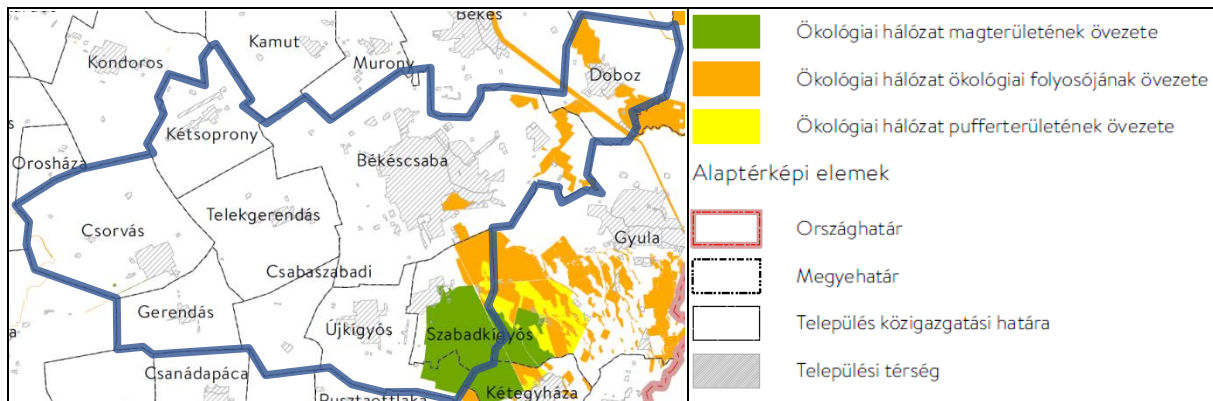 Békés
Kamut
Kondoros
Murony
Doboz
Kétsoprony
Orosháza
Békéscsaba
Telekgerendás
Csorvás
Gyula
Csabaszabadi
Gerendás
Újkígyós
Szabadkígyós
Csanádapáca
Kétegyháza
Pusztaottlaka
Ökológiai hálózat magterületének övezete
Ökológiai hálózat ökológiai folyosójának övezete
Ökológiai hálózat pufferterületének övezete
Alaptérképi elemek
Országhatár
Megyehatár
Település közigazgatási határa
Települési térség